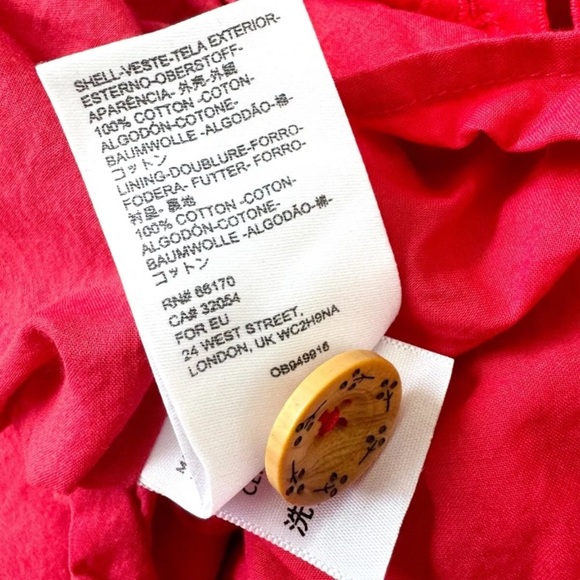 SHELL-VESTE-TELA EXTERIOR-
ESTERNO-OBERSTOFF-
APARÊNCIA- 外壳-外觀
100% COTTON -COTON-
ALGODÓN-COTONE-
BAUMWOLLE -ALGODÃO-棉-
コットン
LINING-DOUBLURE-FORRO-
FODERA- FUTTER- FORRO-
衬里- 裏地
100% COTTON -COTON-
ALGODÓN-COTONE-
BAUMWOLLE -ALGODÃO-棉-
コットン
RN# 66170
CA# 32054
FOR EU
24 WEST STREET,
LONDON, UK WC2H9NA
OB949916
洗